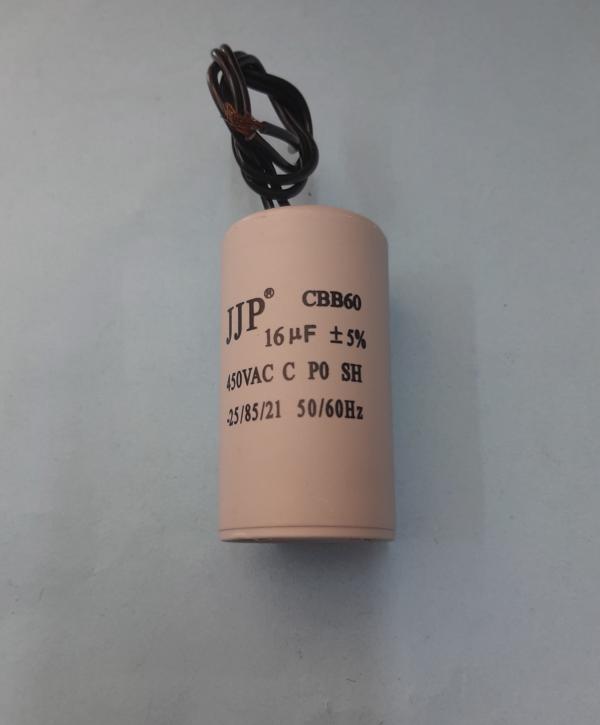 JJP® CBB60
16µF ±5%
450VAC C P0 SH
-25/85/21 50/60Hz